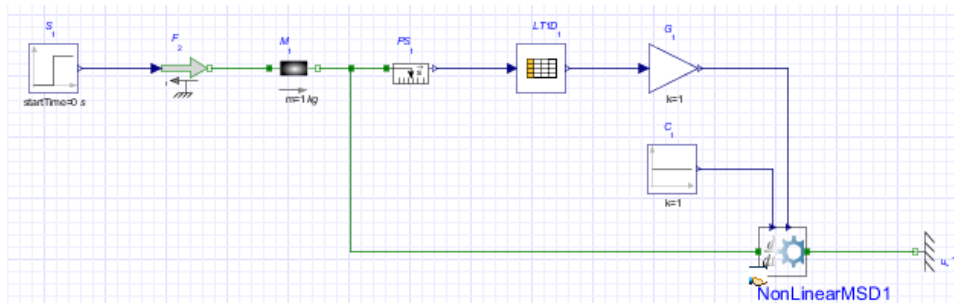 S
1
F
2
M
1
PS
1
LT1D
1
G
1
startTime=0 s
m=1 kg
k=1
C
1
k=1
NonLinearMSD1